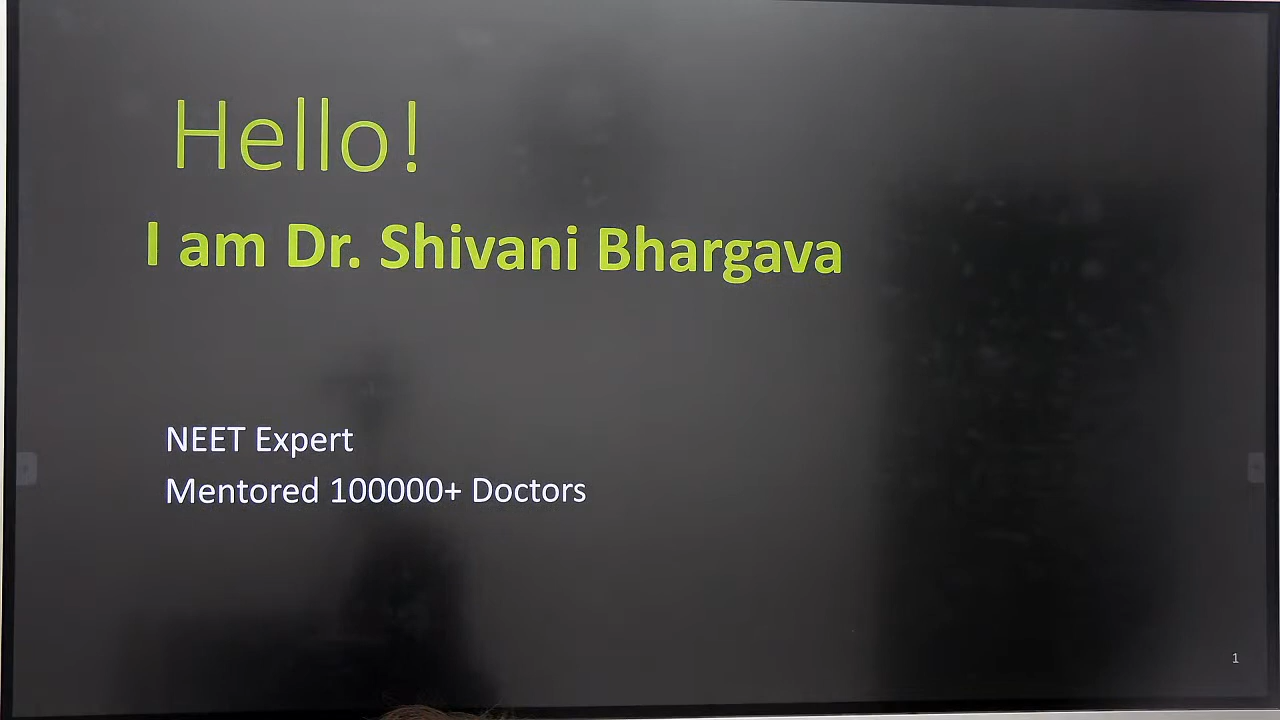 Hello!
I am Dr. Shivani Bhargava
NEET Expert
Mentored 100000+ Doctors
1